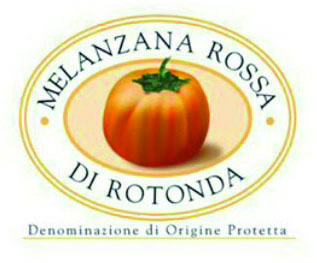 MELANZANA ROSSA
DI ROTONDA
Denominazione di Origine Protetta